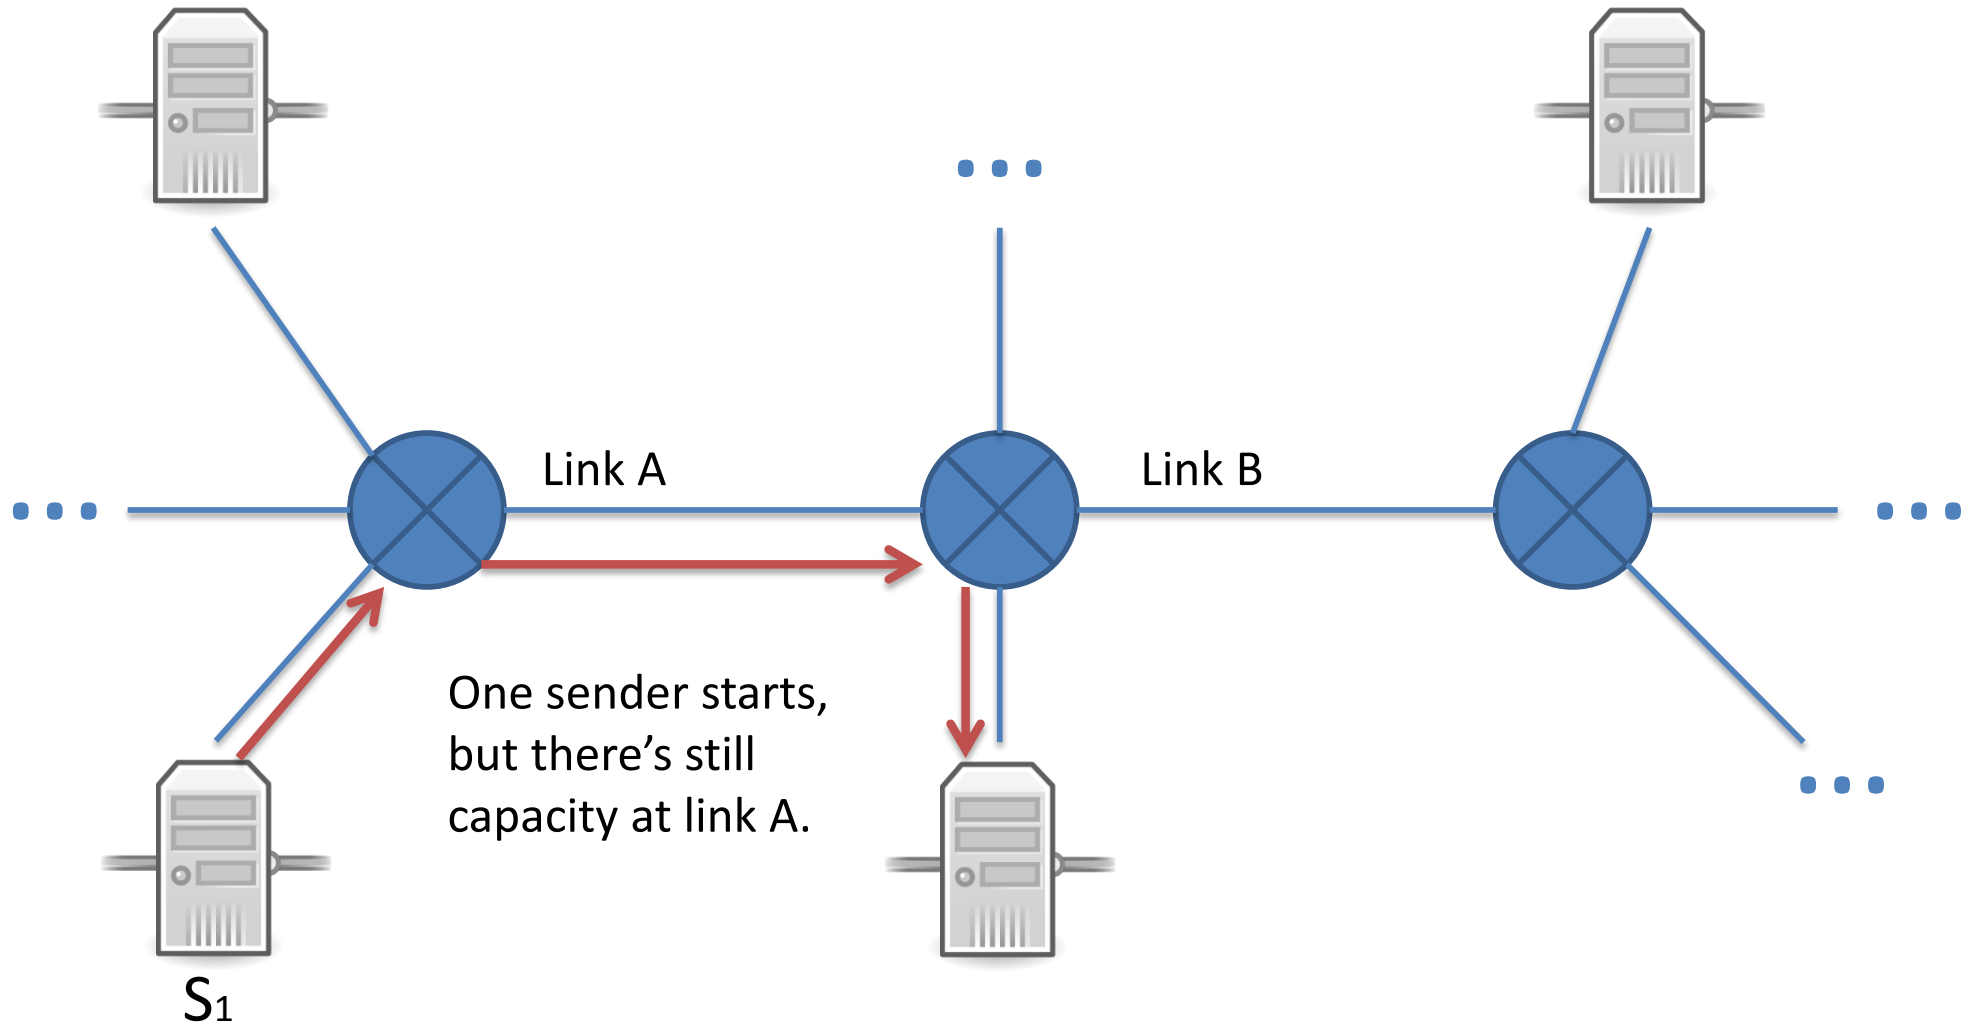 Link A
Link B
One sender starts,
but there’s still
capacity at link A.
S₁